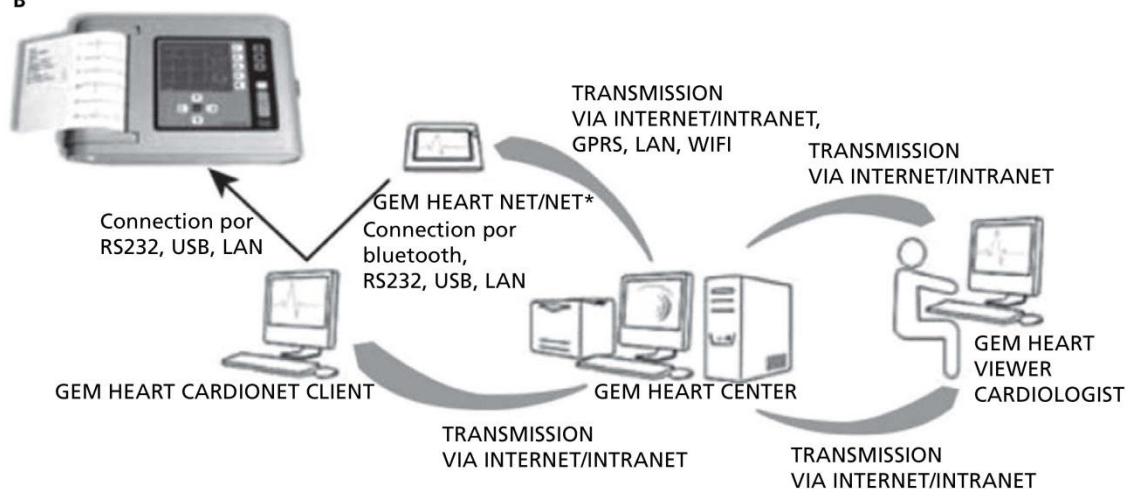 B
TRANSMISSION
VIA INTERNET/INTRANET,
GPRS, LAN, WIFI
TRANSMISSION
VIA INTERNET/INTRANET
GEM HEART NET/NET*
Connection por
RS232, USB, LAN
Connection por
bluetooth,
RS232, USB, LAN
GEM HEART CARDIONET CLIENT
GEM HEART CENTER
GEM HEART
VIEWER
CARDIOLOGIST
TRANSMISSION
VIA INTERNET/INTRANET
TRANSMISSION
VIA INTERNET/INTRANET